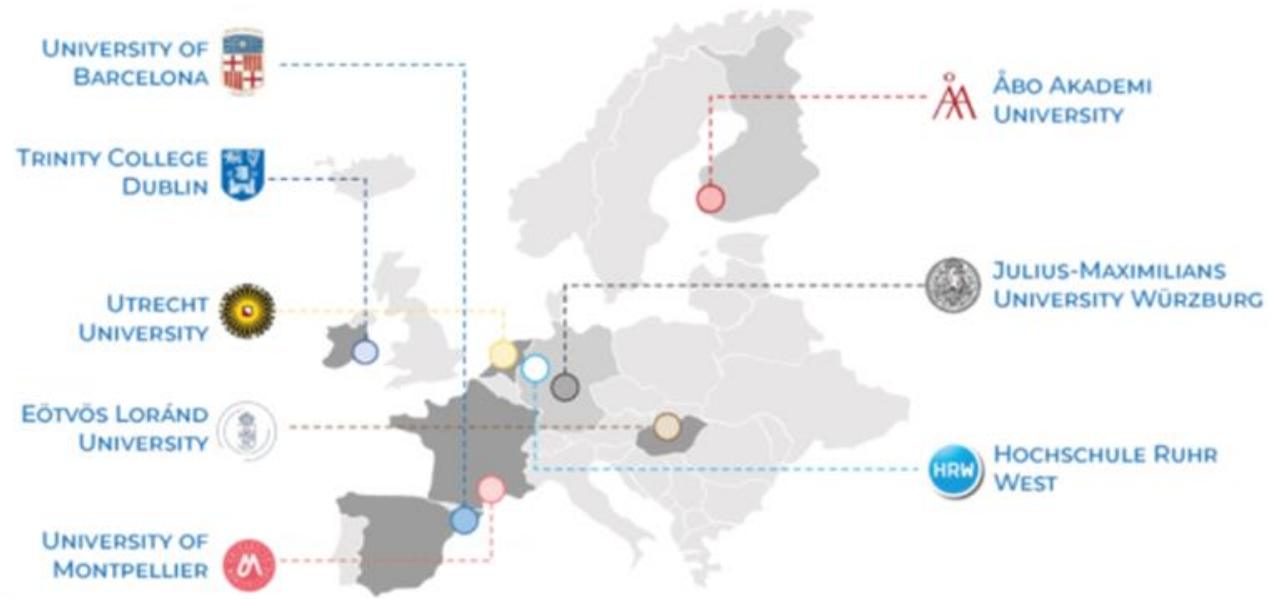 UNIVERSITY OF
BARCELONA
TRINITY COLLEGE
DUBLIN
UTRECHT
UNIVERSITY
EÖTVÖS LORÁND
UNIVERSITY
UNIVERSITY OF
MONTPELLIER
ÅBO AKADEMI
UNIVERSITY
JULIUS-MAXIMILIANS
UNIVERSITY WÜRZBURG
HRW
HOCHSCHULE RUHR
WEST